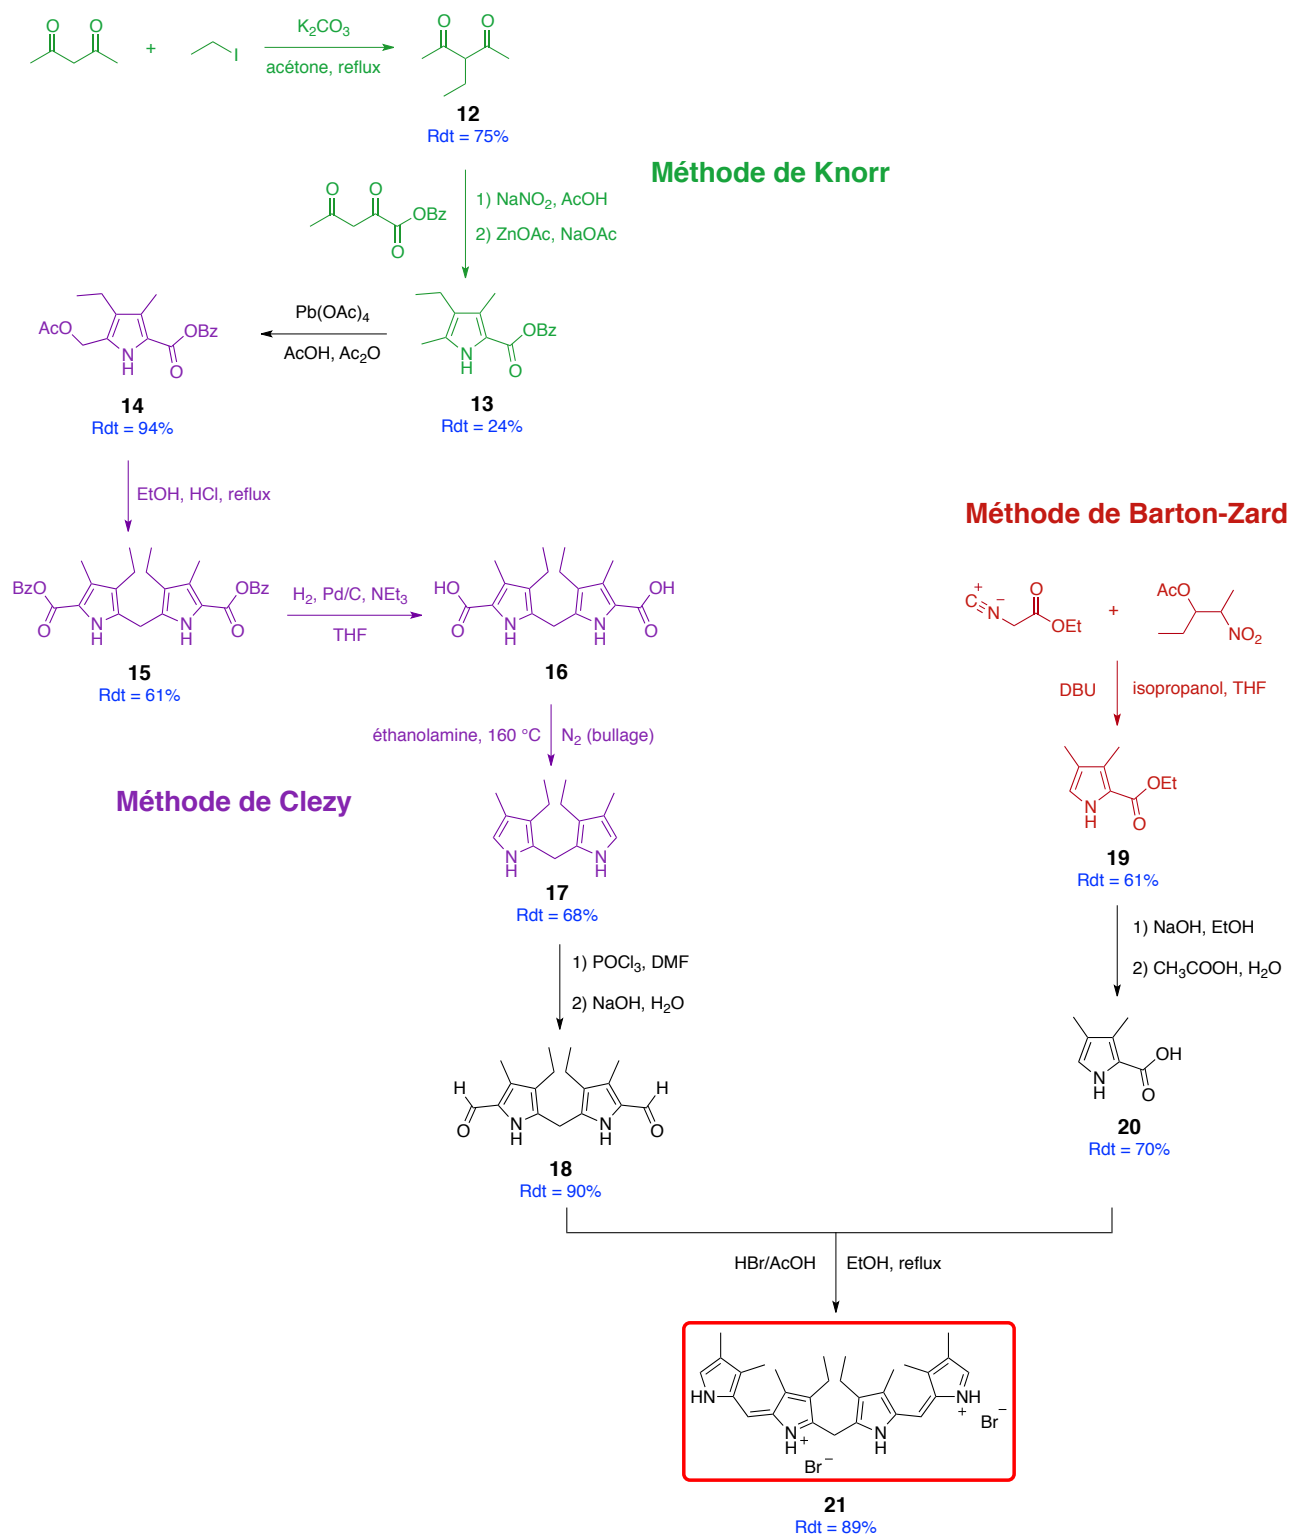 O O
+
I
K2CO3
acétone, reflux
O O
12
Rdt = 75%
Méthode de Knorr
O O
OBz
O
1) NaNO2, AcOH
2) ZnOAc, NaOAc
AcO
N
H
OBz
O
14
Rdt = 94%
Pb(OAc)4
AcOH, Ac2O
N
H
OBz
O
13
Rdt = 24%
EtOH, HCl, reflux
Méthode de Barton-Zard
BzO
O
N
H
N
H
OBz
O
15
Rdt = 61%
H2, Pd/C, NEt3
THF
HO
O
N
H
N
H
OH
O
16
+
C≡N
−
O
OEt
+
AcO
NO2
DBU
isopropanol, THF
éthanolamine, 160 °C
N2 (bullage)
Méthode de Clezy
N
H
N
H
17
Rdt = 68%
N
H
OEt
O
19
Rdt = 61%
1) POCl3, DMF
2) NaOH, H2O
1) NaOH, EtOH
2) CH3COOH, H2O
H
O
N
H
N
H
H
O
18
Rdt = 90%
N
H
OH
O
20
Rdt = 70%
HBr/AcOH
EtOH, reflux
HN
N
H
+
Br−
N
H
NH
+
Br−
21
Rdt = 89%